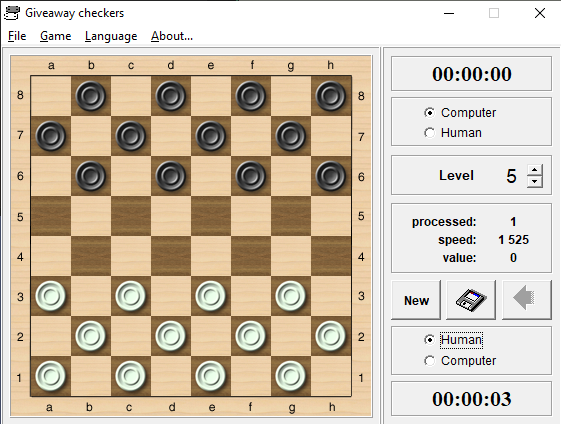 Giveaway checkers
File Game Language About...
a b c d e f g h
8 8
7 7
6 6
5 5
4 4
3 3
2 2
1 1
a b c d e f g h
00:00:00
Computer
Human
Level 5
processed: 1
speed: 1 525
value: 0
New
Human
Computer
00:00:03